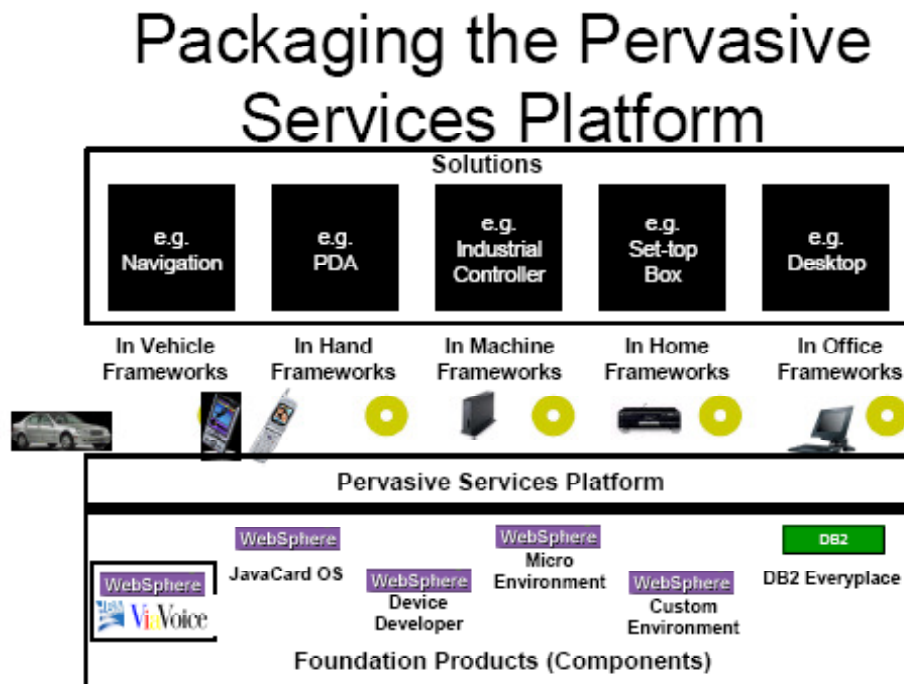 Packaging the Pervasive
Services Platform
Solutions
e.g.
Navigation
e.g.
PDA
e.g.
Industrial
Controller
e.g.
Set-top
Box
e.g.
Desktop
In Vehicle
Frameworks
In Hand
Frameworks
In Machine
Frameworks
In Home
Frameworks
In Office
Frameworks
Pervasive Services Platform
WebSphere
ViaVoice
WebSphere
JavaCard OS
WebSphere
Device
Developer
WebSphere
Micro
Environment
WebSphere
Custom
Environment
DB2
DB2 Everyplace
Foundation Products (Components)